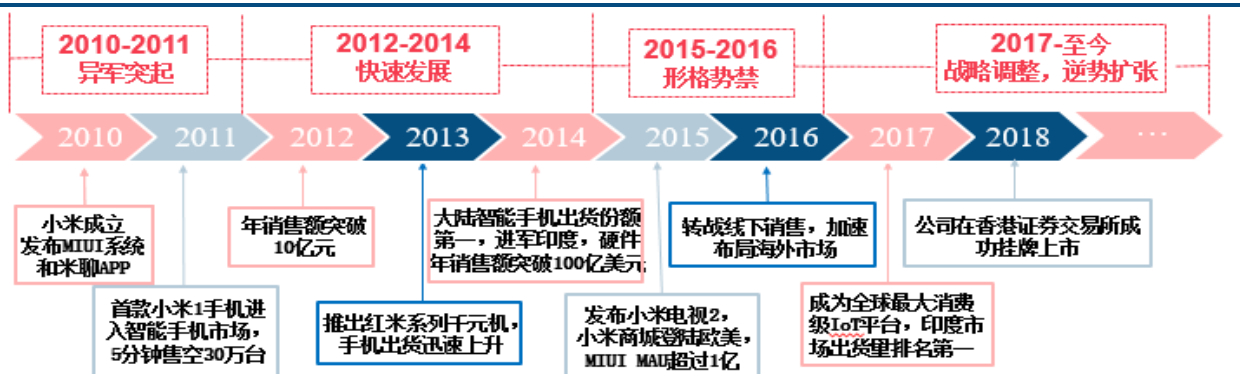 2010-2011
异军突起
2012-2014
快速发展
2015-2016
形格势禁
2017-至今
战略调整，逆势扩张
2010
2011
2012
2013
2014
2015
2016
2017
2018
...
小米成立
发布MIUI系统
和米聊APP
首款小米1手机进
入智能手机市场，
5分钟售空30万台
年销售额突破
10亿元
推出红米系列千元机，
手机出货迅速上升
大陆智能手机出货份额
第一，进军印度，硬件
年销售额突破100亿美元
发布小米电视2，
小米商城登陆欧美，
MIUI MAU超过1亿
转战线下销售，加速
布局海外市场
成为全球最大消费
级IoT平台，印度市
场出货量排名第一
公司在香港证券交易所成
功挂牌上市